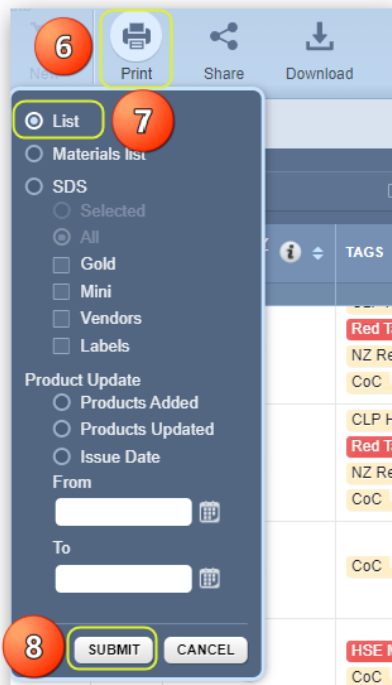 6
New Print Share Download
List 7
Materials list
SDS
Selected
All
Gold
Mini
Vendors
Labels
Product Update
Products Added
Products Updated
Issue Date
From
To
8 SUBMIT CANCEL
i TAGS
NZ Re
CoC
CLP H
Red Ta
NZ Re
CoC
CoC
HSE M
CoC